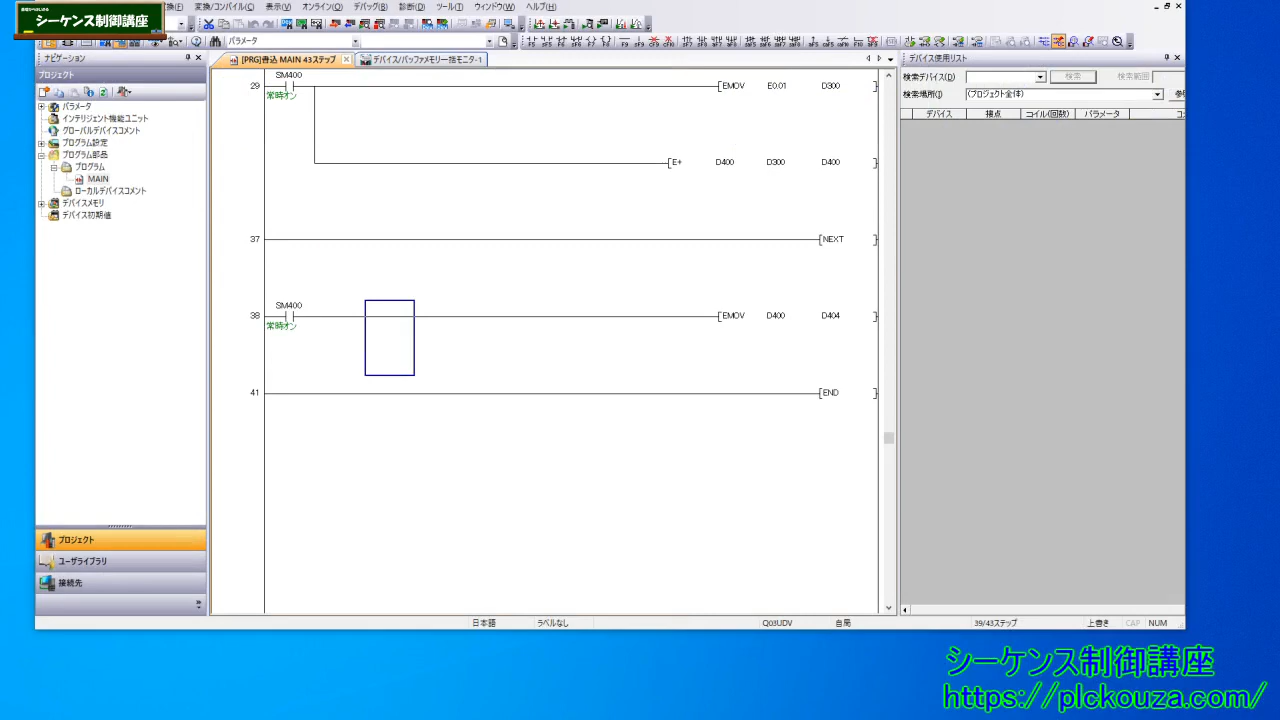 シーケンス制御講座
変換/コンパイル(C) 表示(V) オンライン(O) デバッグ(B) 診断(D) ツール(T) ウィンドウ(W) ヘルプ(H)
パラメータ
ナビゲーション
[PRG]書込 MAIN 43ステップ
デバイス/バッファメモリ一括モニタ-1
デバイス使用リスト
プロジェクト
検索デバイス(D)
検索
検索範囲
検索場所(I)
(プロジェクト全体)
参
デバイス 接点 コイル(回数) パラメータ コ
パラメータ
インテリジェント機能ユニット
グローバルデバイスコメント
プログラム設定
プログラム部品
プログラム
MAIN
ローカルデバイスコメント
デバイスメモリ
デバイス初期値
SM400
29 [EMOV E0.01 D300 ]
常時オン
[E+ D400 D300 D400 ]
37 [NEXT ]
SM400
38 [EMOV D400 D404 ]
常時オン
41 [END ]
プロジェクト
ユーザライブラリ
接続先
日本語 ラベルなし Q03UDV 自局 39/43ステップ 上書き CAP NUM
シーケンス制御講座
https://plckouza.com/